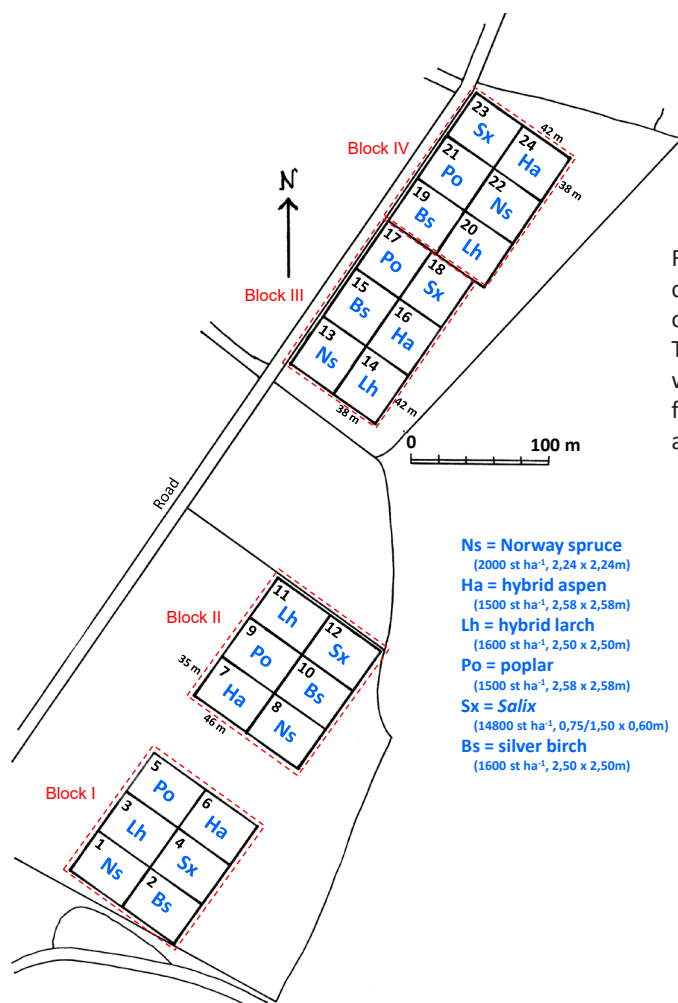 23
Sx
42 m
24
Ha
Block IV
21
Po
22
Ns
38 m
19
Bs
20
Lh
N
17
Po
18
Sx
Block III
15
Bs
16
Ha
13
Ns
14
Lh
38 m
42 m
0 100 m
Road
Ns = Norway spruce
(2000 st ha⁻¹, 2,24 x 2,24m)
Ha = hybrid aspen
(1500 st ha⁻¹, 2,58 x 2,58m)
Lh = hybrid larch
(1600 st ha⁻¹, 2,50 x 2,50m)
Po = poplar
(1500 st ha⁻¹, 2,58 x 2,58m)
Sx = Salix
(14800 st ha⁻¹, 0,75/1,50 x 0,60m)
Bs = silver birch
(1600 st ha⁻¹, 2,50 x 2,50m)
11
Lh
12
Sx
Block II
9
Po
10
Bs
35 m
7
Ha
8
Ns
46 m
5
Po
6
Ha
Block I
3
Lh
4
Sx
1
Ns
2
Bs